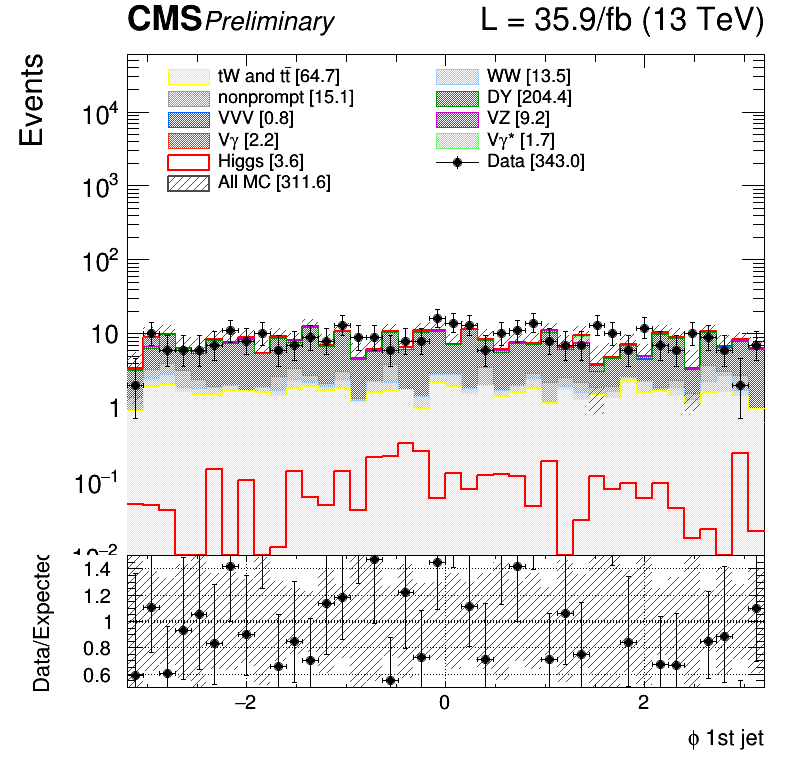 CMS Preliminary L = 35.9/fb (13 TeV)
Events
tW and tt̄ [64.7] WW [13.5]
nonprompt [15.1] DY [204.4]
VVV [0.8] VZ [9.2]
Vγ [2.2] Vγ* [1.7]
Higgs [3.6] Data [343.0]
All MC [311.6]
10⁴
10³
10²
10
1
10⁻¹
10⁻²
Data/Expected
1.4
1.2
1
0.8
0.6
−2 0 2
ϕ 1st jet